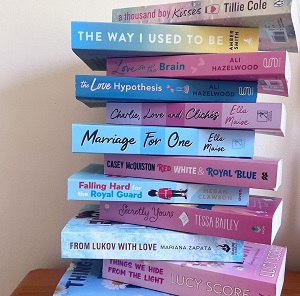 a thousand boy Kisses Tillie Cole
THE WAY I USED TO BE AMBER SMITH
Love on the Brain ALI HAZELWOOD
the Love Hypothesis ALI HAZELWOOD
Charlie, Love and Clichés Ella Maise
Marriage For One Ella Maise
CASEY McQUISTON RED WHITE & ROYAL BLUE
Falling Hard for the Royal Guard MEGAN CLAWSON
Secretly Yours TESSA BAILEY
FROM LUKOV WITH LOVE MARIANA ZAPATA
THINGS WE HIDE FROM THE LIGHT LUCY SCORE
THINGS